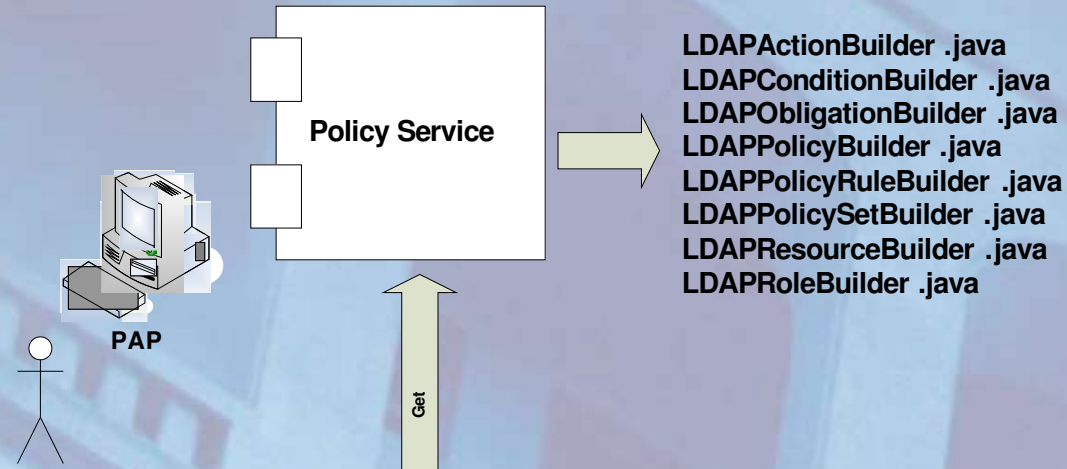 LDAPActionBuilder .java
LDAPConditionBuilder .java
LDAPObligationBuilder .java
LDAPPolicyBuilder .java
LDAPPolicyRuleBuilder .java
LDAPPolicySetBuilder .java
LDAPResourceBuilder .java
LDAPRoleBuilder .java
Policy Service
PAP
Get